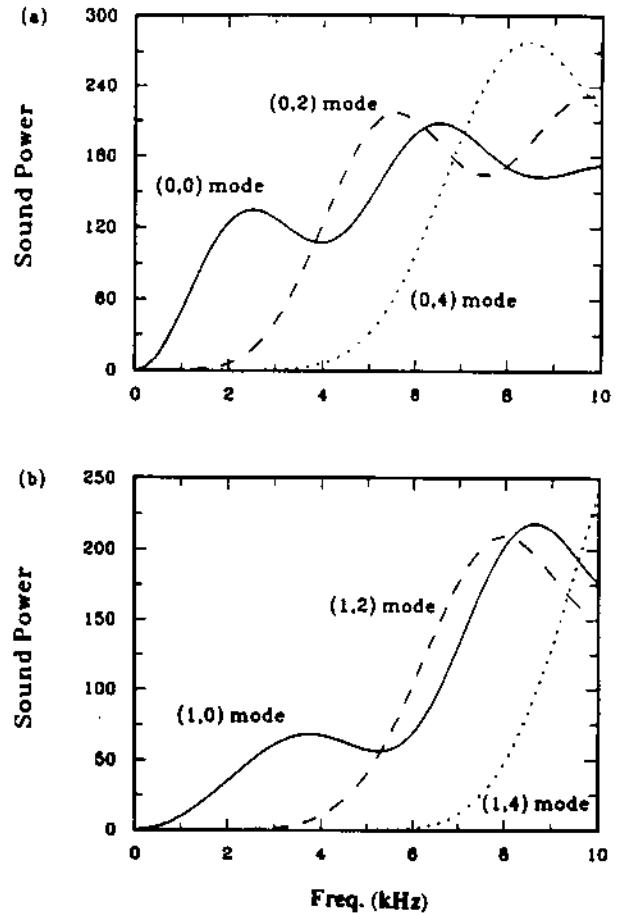 (a)
300
240
180
120
60
0
Sound Power
(0,2) mode
(0,0) mode
(0,4) mode
0 2 4 6 8 10
(b)
250
200
150
100
50
0
Sound Power
(1,2) mode
(1,0) mode
(1,4) mode
0 2 4 6 8 10
Freq. (kHz)